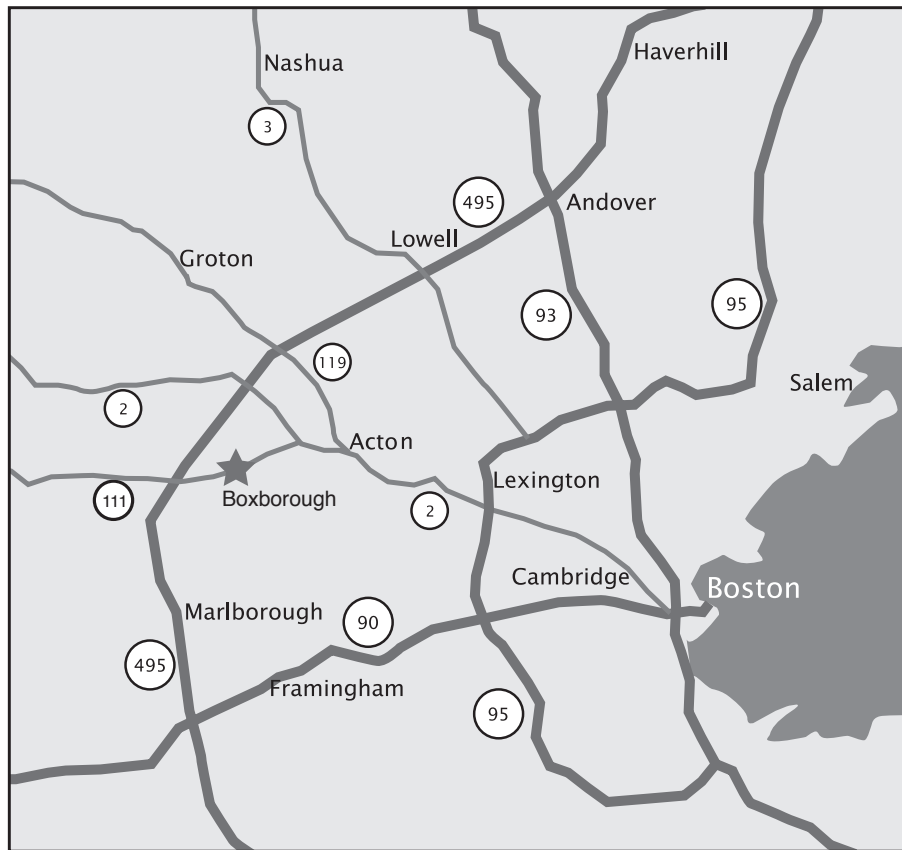 Haverhill
Nashua
3
495
Andover
Lowell
Groton
95
93
119
Salem
2
Acton
Lexington
Boxborough
111
2
Cambridge
Boston
Marlborough
90
495
Framingham
95